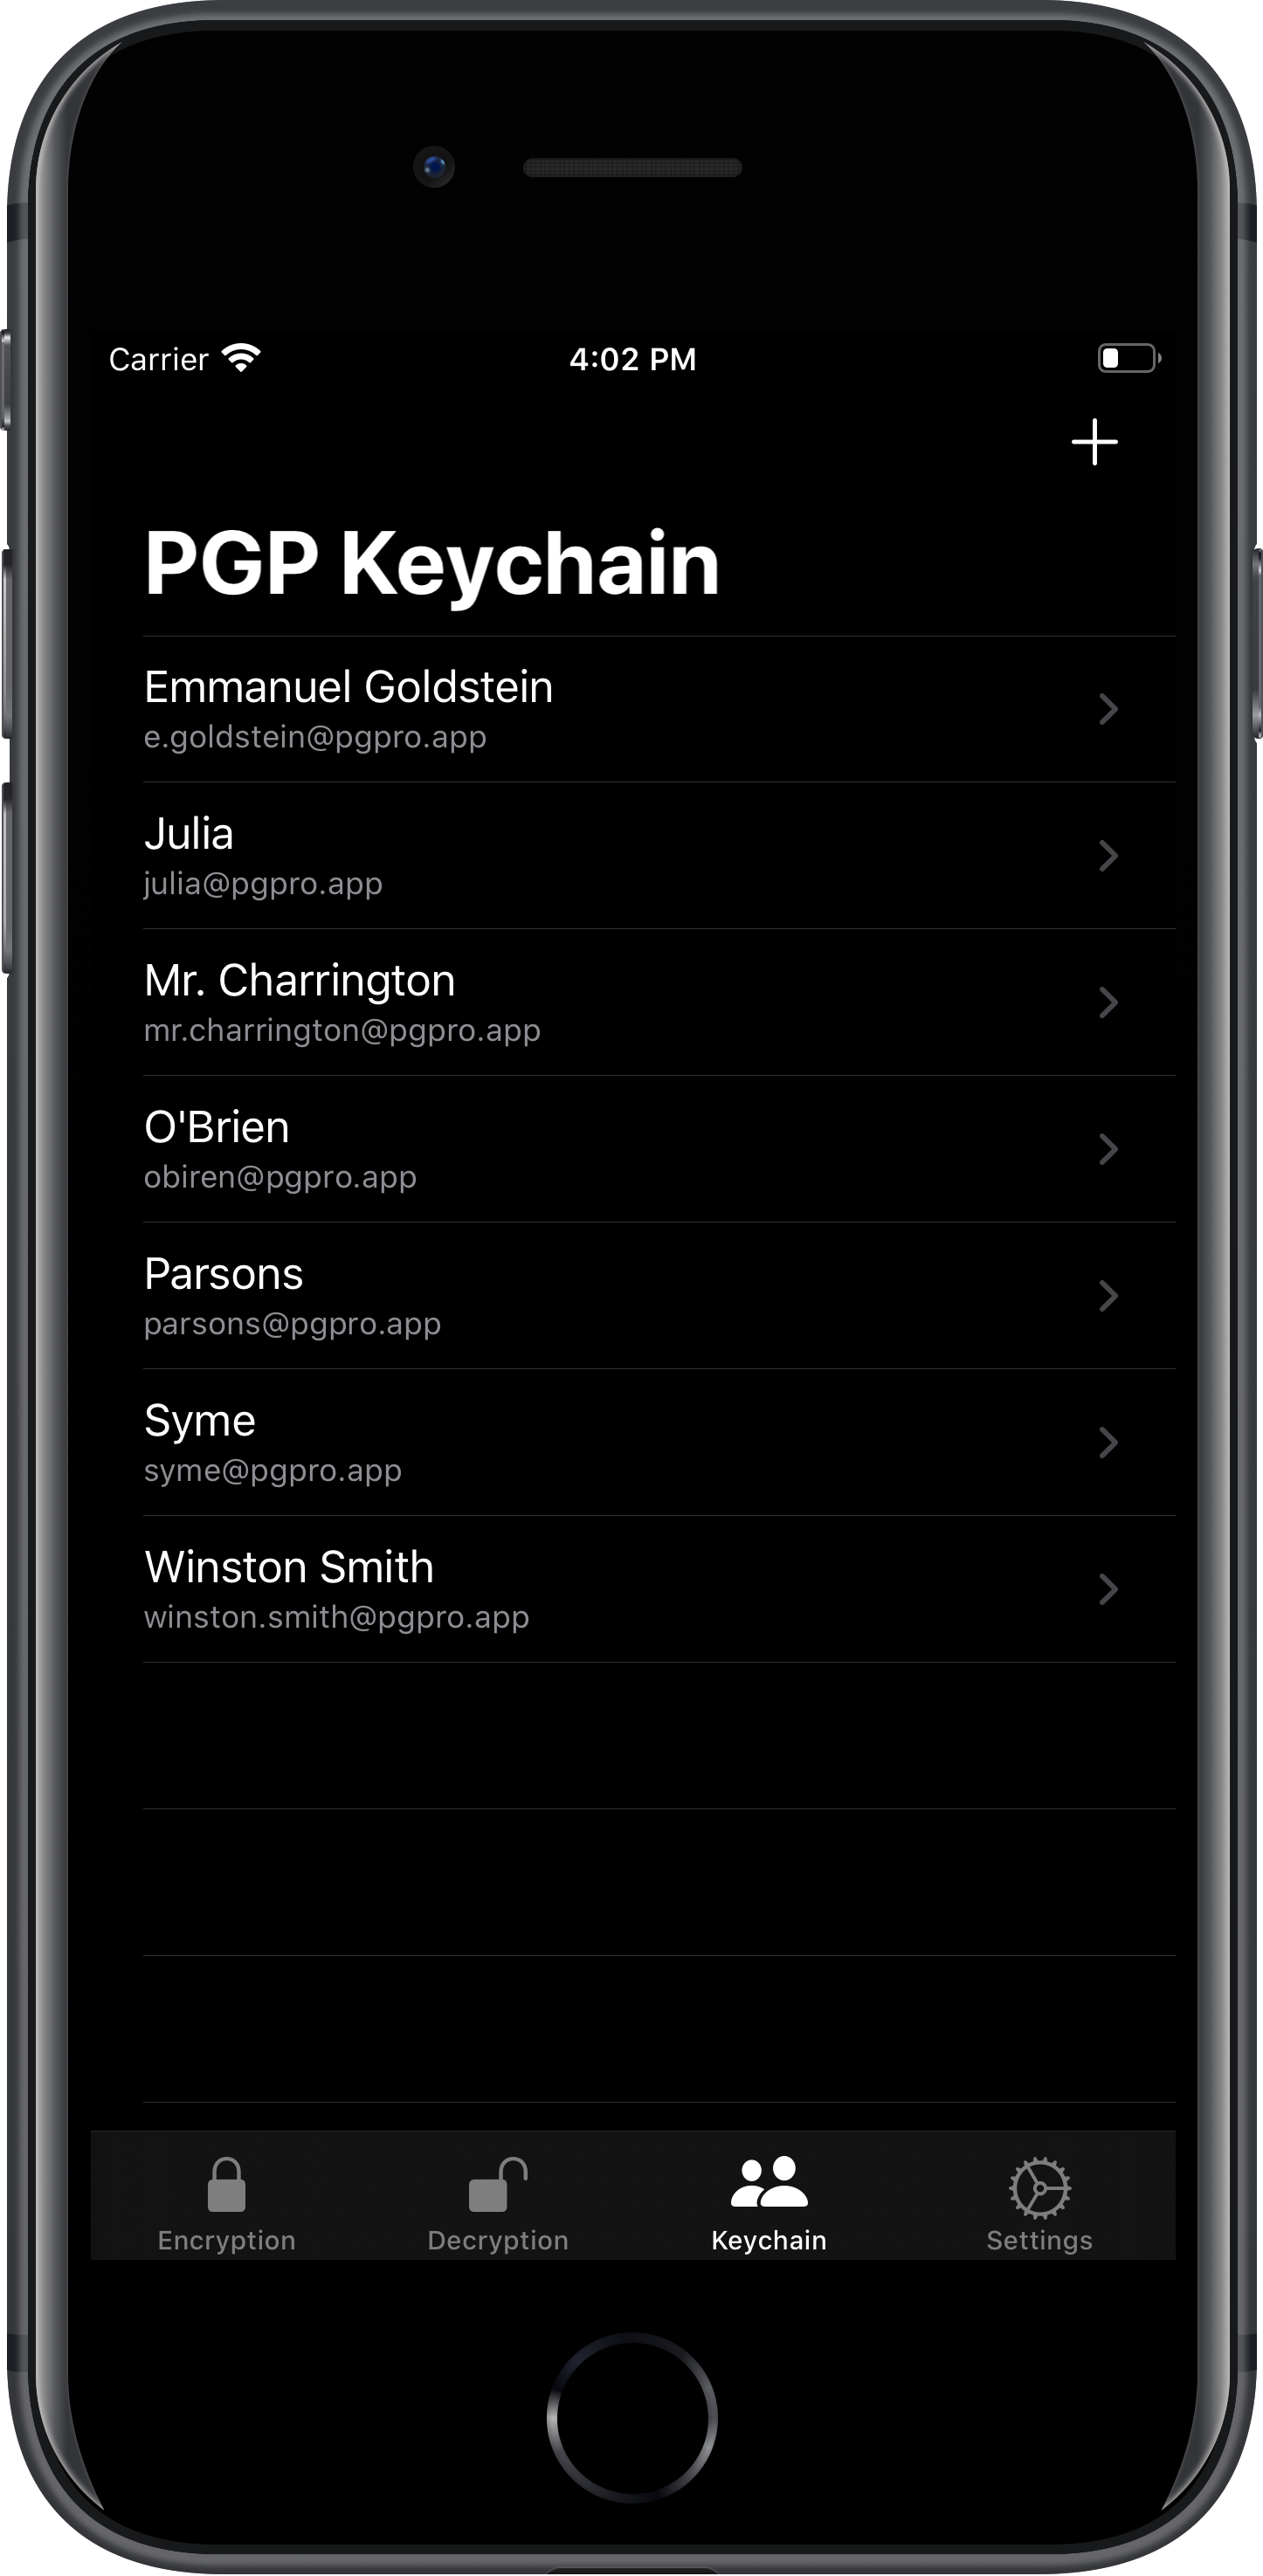 Carrier 4:02 PM
PGP Keychain
Emmanuel Goldstein
e.goldstein@pgpro.app
Julia
julia@pgpro.app
Mr. Charrington
mr.charrington@pgpro.app
O'Brien
obiren@pgpro.app
Parsons
parsons@pgpro.app
Syme
syme@pgpro.app
Winston Smith
winston.smith@pgpro.app
Encryption Decryption Keychain Settings